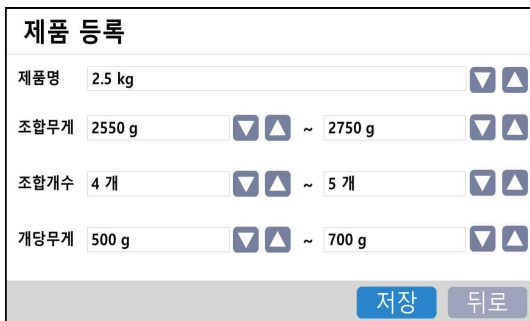 제품 등록
제품명 2.5 kg
조합무게 2550 g ~ 2750 g
조합개수 4 개 ~ 5 개
개당무게 500 g ~ 700 g
저장 뒤로